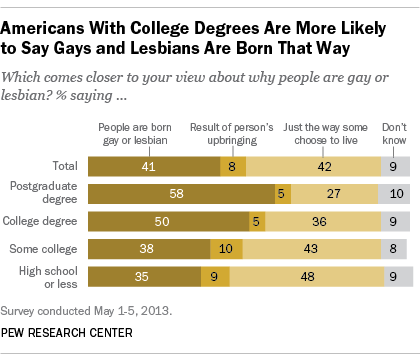 Americans With College Degrees Are More Likely
to Say Gays and Lesbians Are Born That Way
Which comes closer to your view about why people are gay or
lesbian? % saying ...
People are born
gay or lesbian
Result of person's
upbringing
Just the way some
choose to live
Don't
know
Total 41 8 42 9
Postgraduate
degree 58 5 27 10
College degree 50 5 36 9
Some college 38 10 43 8
High school
or less 35 9 48 9
Survey conducted May 1-5, 2013.
PEW RESEARCH CENTER